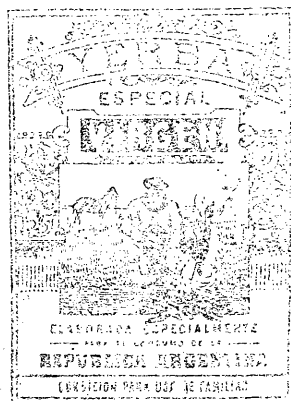 YERBA
ESPECIAL
ELABORADA ESPECIALMENTE
PARA EL CONSUMO DE LA
REPUBLICA ARGENTINA
CONDICION PARA USO DE FAMILIAS